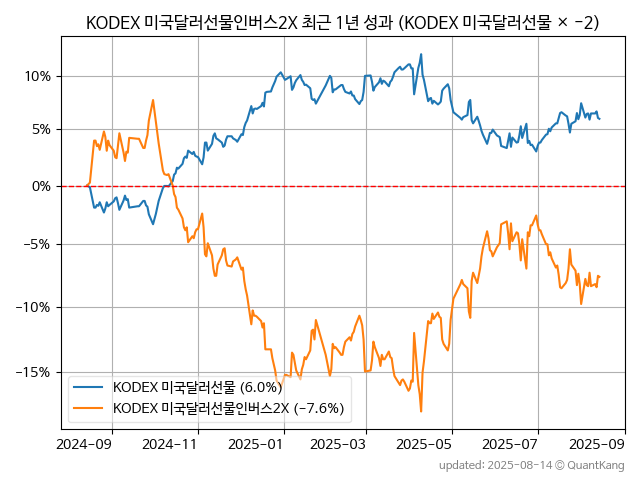 KODEX 미국달러선물인버스2X 최근 1년 성과 (KODEX 미국달러선물 × −2)
10%
5%
0%
−5%
−10%
−15%
KODEX 미국달러선물 (6.0%)
KODEX 미국달러선물인버스2X (−7.6%)
2024-09 2024-11 2025-01 2025-03 2025-05 2025-07 2025-09
updated: 2025-08-14 © QuantKang